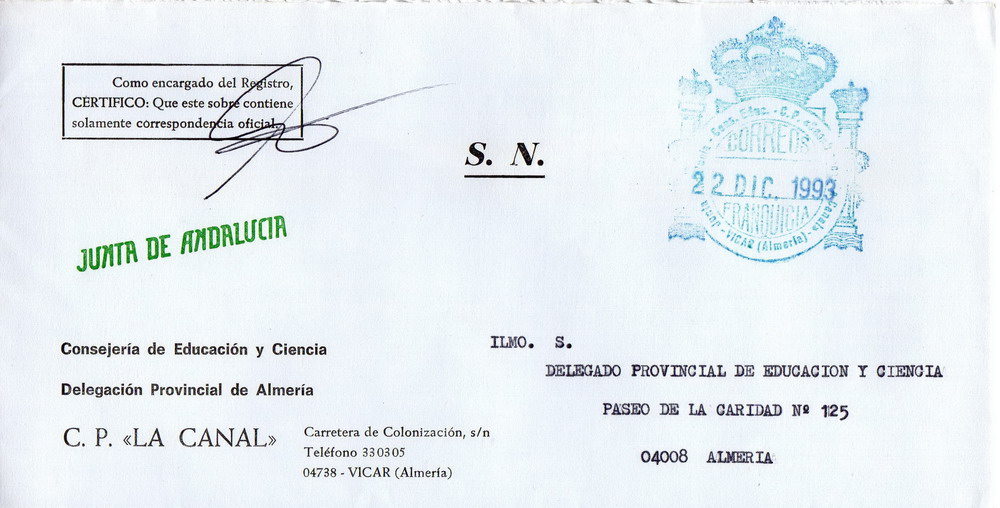 Como encargado del Registro,
CERTIFICO: Que este sobre contiene
solamente correspondencia oficial.
S. N.
CORREOS
22 DIC. 1993
FRANQUICIA
VICAR (Almería)
JUNTA DE ANDALUCIA
Consejería de Educación y Ciencia
Delegación Provincial de Almería
C. P. «LA CANAL»
Carretera de Colonización, s/n
Teléfono 330305
04738 - VICAR (Almería)
ILMO. S.
DELEGADO PROVINCIAL DE EDUCACION Y CIENCIA
PASEO DE LA CARIDAD Nº 125
04008 ALMERIA